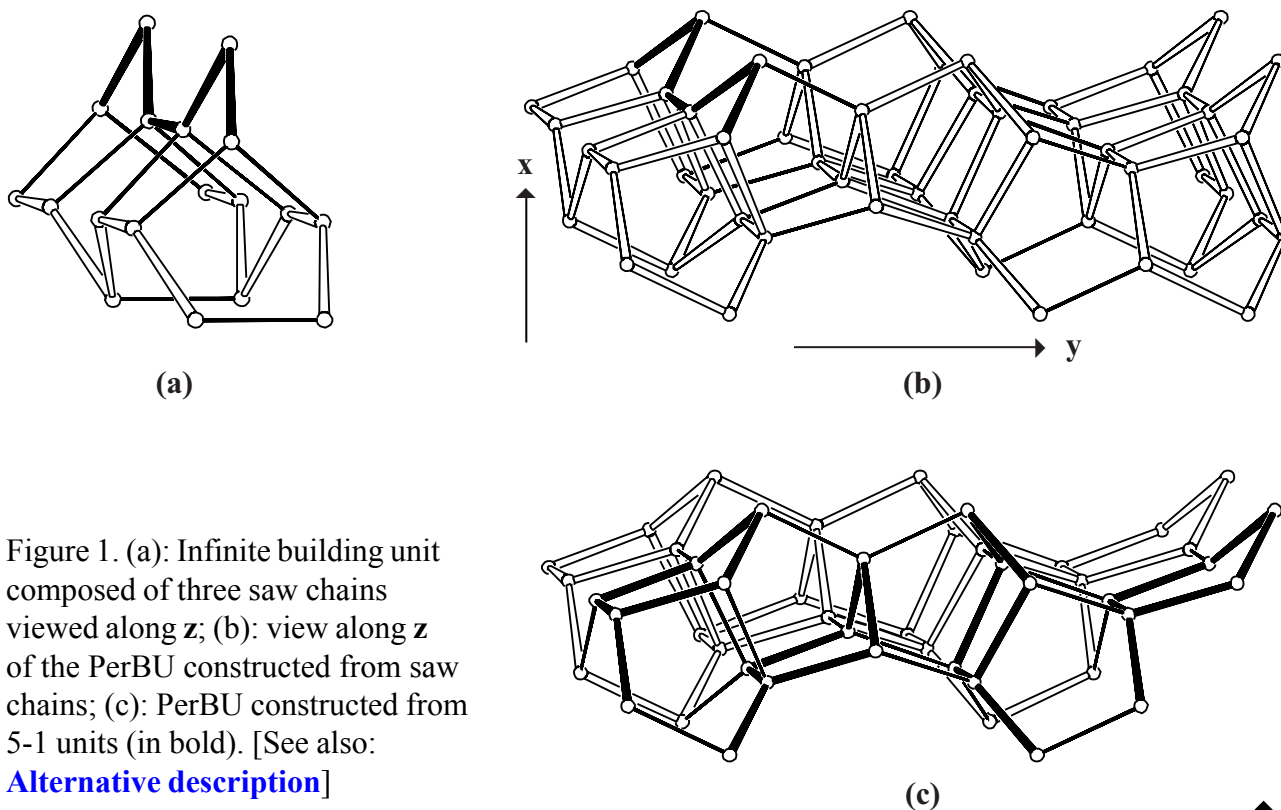 (a)
x
y
(b)
Figure 1. (a): Infinite building unit
composed of three saw chains
viewed along z; (b): view along z
of the PerBU constructed from saw
chains; (c): PerBU constructed from
5-1 units (in bold). [See also:
Alternative description]
(c)